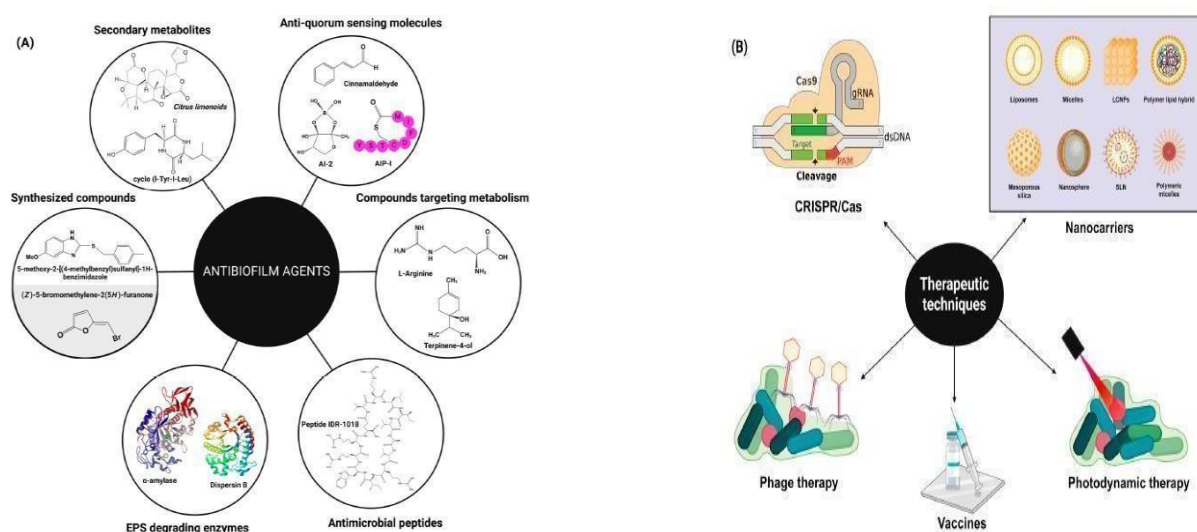 (A)
Secondary metabolites
Citrus limonoids
cyclo (l-Tyr-l-Leu)
Anti-quorum sensing molecules
Cinnamaldehyde
AI-2
AIP-I
Synthesized compounds
MeO
5-methoxy-2-[(4-methylbenzyl)sulfanyl]-1H-
benzimidazole
(Z)-5-bromomethylene-2(5H)-furanone
Br
ANTIBIOFILM AGENTS
Compounds targeting metabolism
L-Arginine
Terpinene-4-ol
α-amylase
Dispersin B
EPS degrading enzymes
Peptide IDR-1018
Antimicrobial peptides
(B)
Cas9
gRNA
dsDNA
Target
PAM
Cleavage
CRISPR/Cas
Liposomes
Micelles
LCNPs
Polymer lipid hybrid
Mesoporous
silica
Nanosphere
SLN
Polymeric
micelles
Nanocarriers
Therapeutic
techniques
Phage therapy
Vaccines
Photodynamic therapy